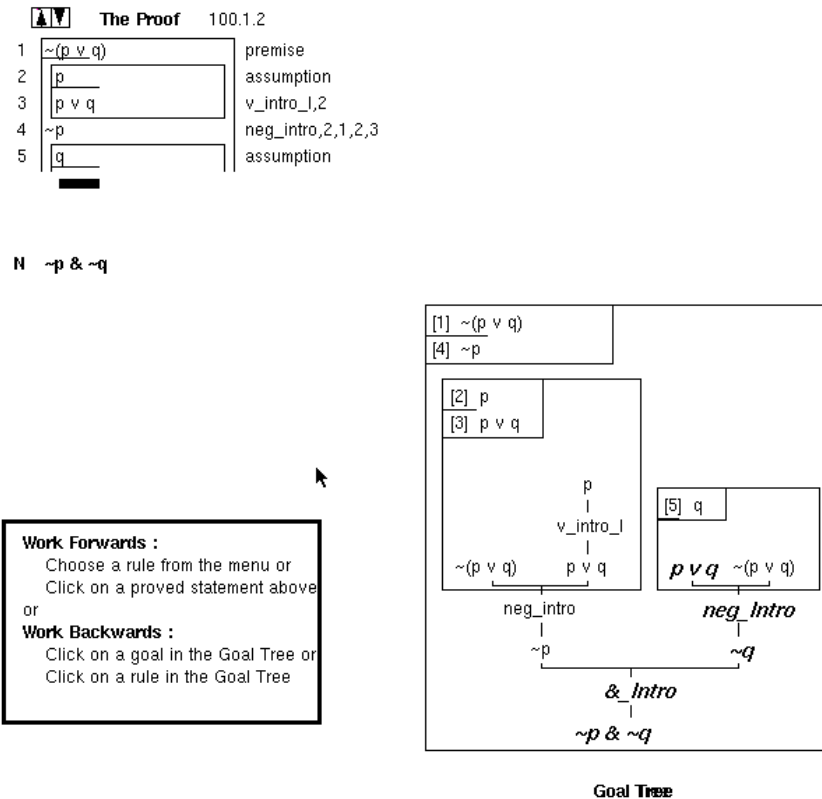 The Proof 100.1.2
1 ~(p v q) premise
2 p assumption
3 p v q v_intro_l,2
4 ~p neg_intro,2,1,2,3
5 q assumption
N ~p & ~q
[1] ~(p v q)
[4] ~p
[2] p
[3] p v q
p
[5] q
v_intro_l
~(p v q) p v q p v q ~(p v q)
neg_intro neg_Intro
~p ~q
&_Intro
~p & ~q
Goal Tree
Work Forwards :
Choose a rule from the menu or
Click on a proved statement above
or
Work Backwards :
Click on a goal in the Goal Tree or
Click on a rule in the Goal Tree